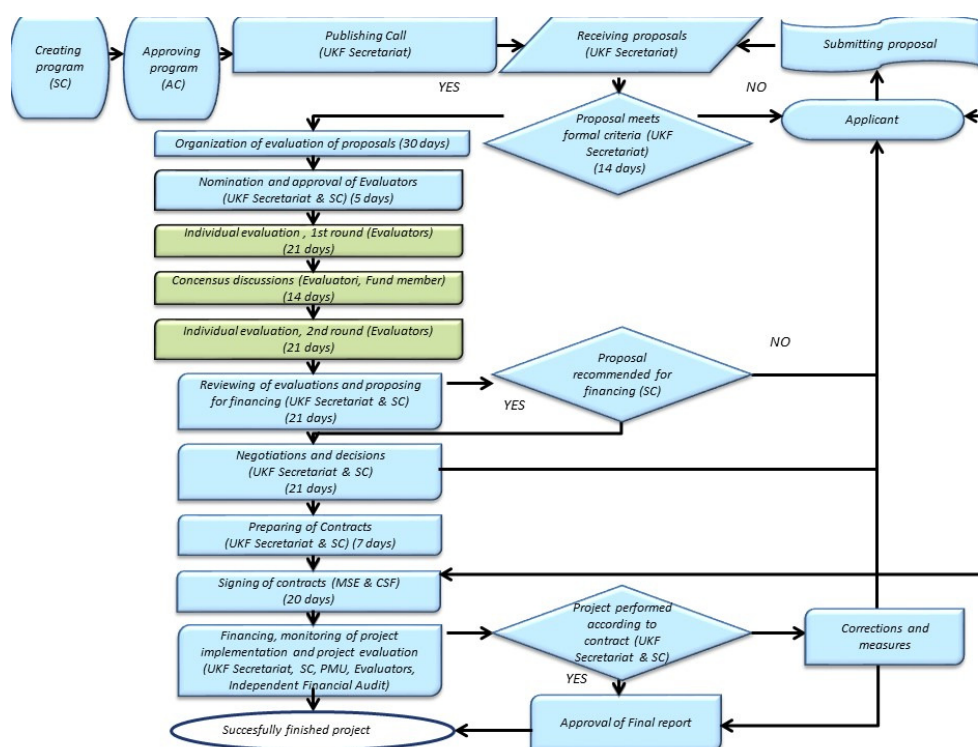 Creating
program
(SC)
Approving
program
(AC)
Publishing Call
(UKF Secretariat)
Receiving proposals
(UKF Secretariat)
Submitting proposal
YES
NO
Proposal meets
formal criteria (UKF
Secretariat)
(14 days)
Applicant
Organization of evaluation of proposals (30 days)
Nomination and approval of Evaluators
(UKF Secretariat & SC) (5 days)
Individual evaluation , 1st round (Evaluators)
(21 days)
Concensus discussions (Evaluatori, Fund member)
(14 days)
Individual evaluation, 2nd round (Evaluators)
(21 days)
Proposal
recommended for
financing (SC)
NO
Reviewing of evaluations and proposing
for financing (UKF Secretariat & SC)
(21 days)
YES
Negotiations and decisions
(UKF Secretariat & SC)
(21 days)
Preparing of Contracts
(UKF Secretariat & SC) (7 days)
Signing of contracts (MSE & CSF)
(20 days)
Project performed
according to
contract (UKF
Secretariat & SC)
Corrections and
measures
Financing, monitoring of project
implementation and project evaluation
(UKF Secretariat, SC, PMU, Evaluators,
Independent Financial Audit)
YES
Succesfully finished project
Approval of Final report